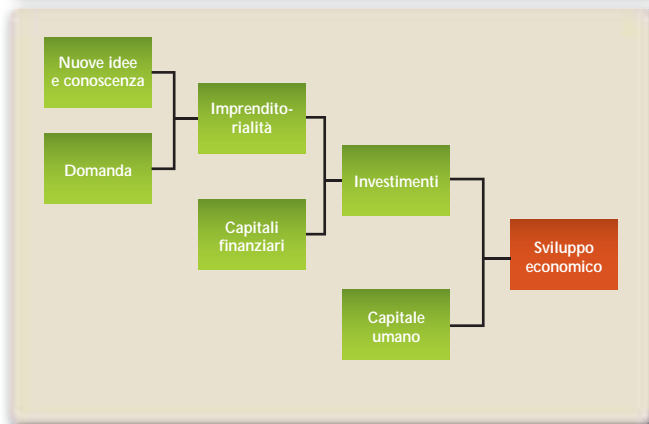 Nuove idee
e conoscenza
Imprendito-
rialità
Domanda
Investimenti
Capitali
finanziari
Sviluppo
economico
Capitale
umano